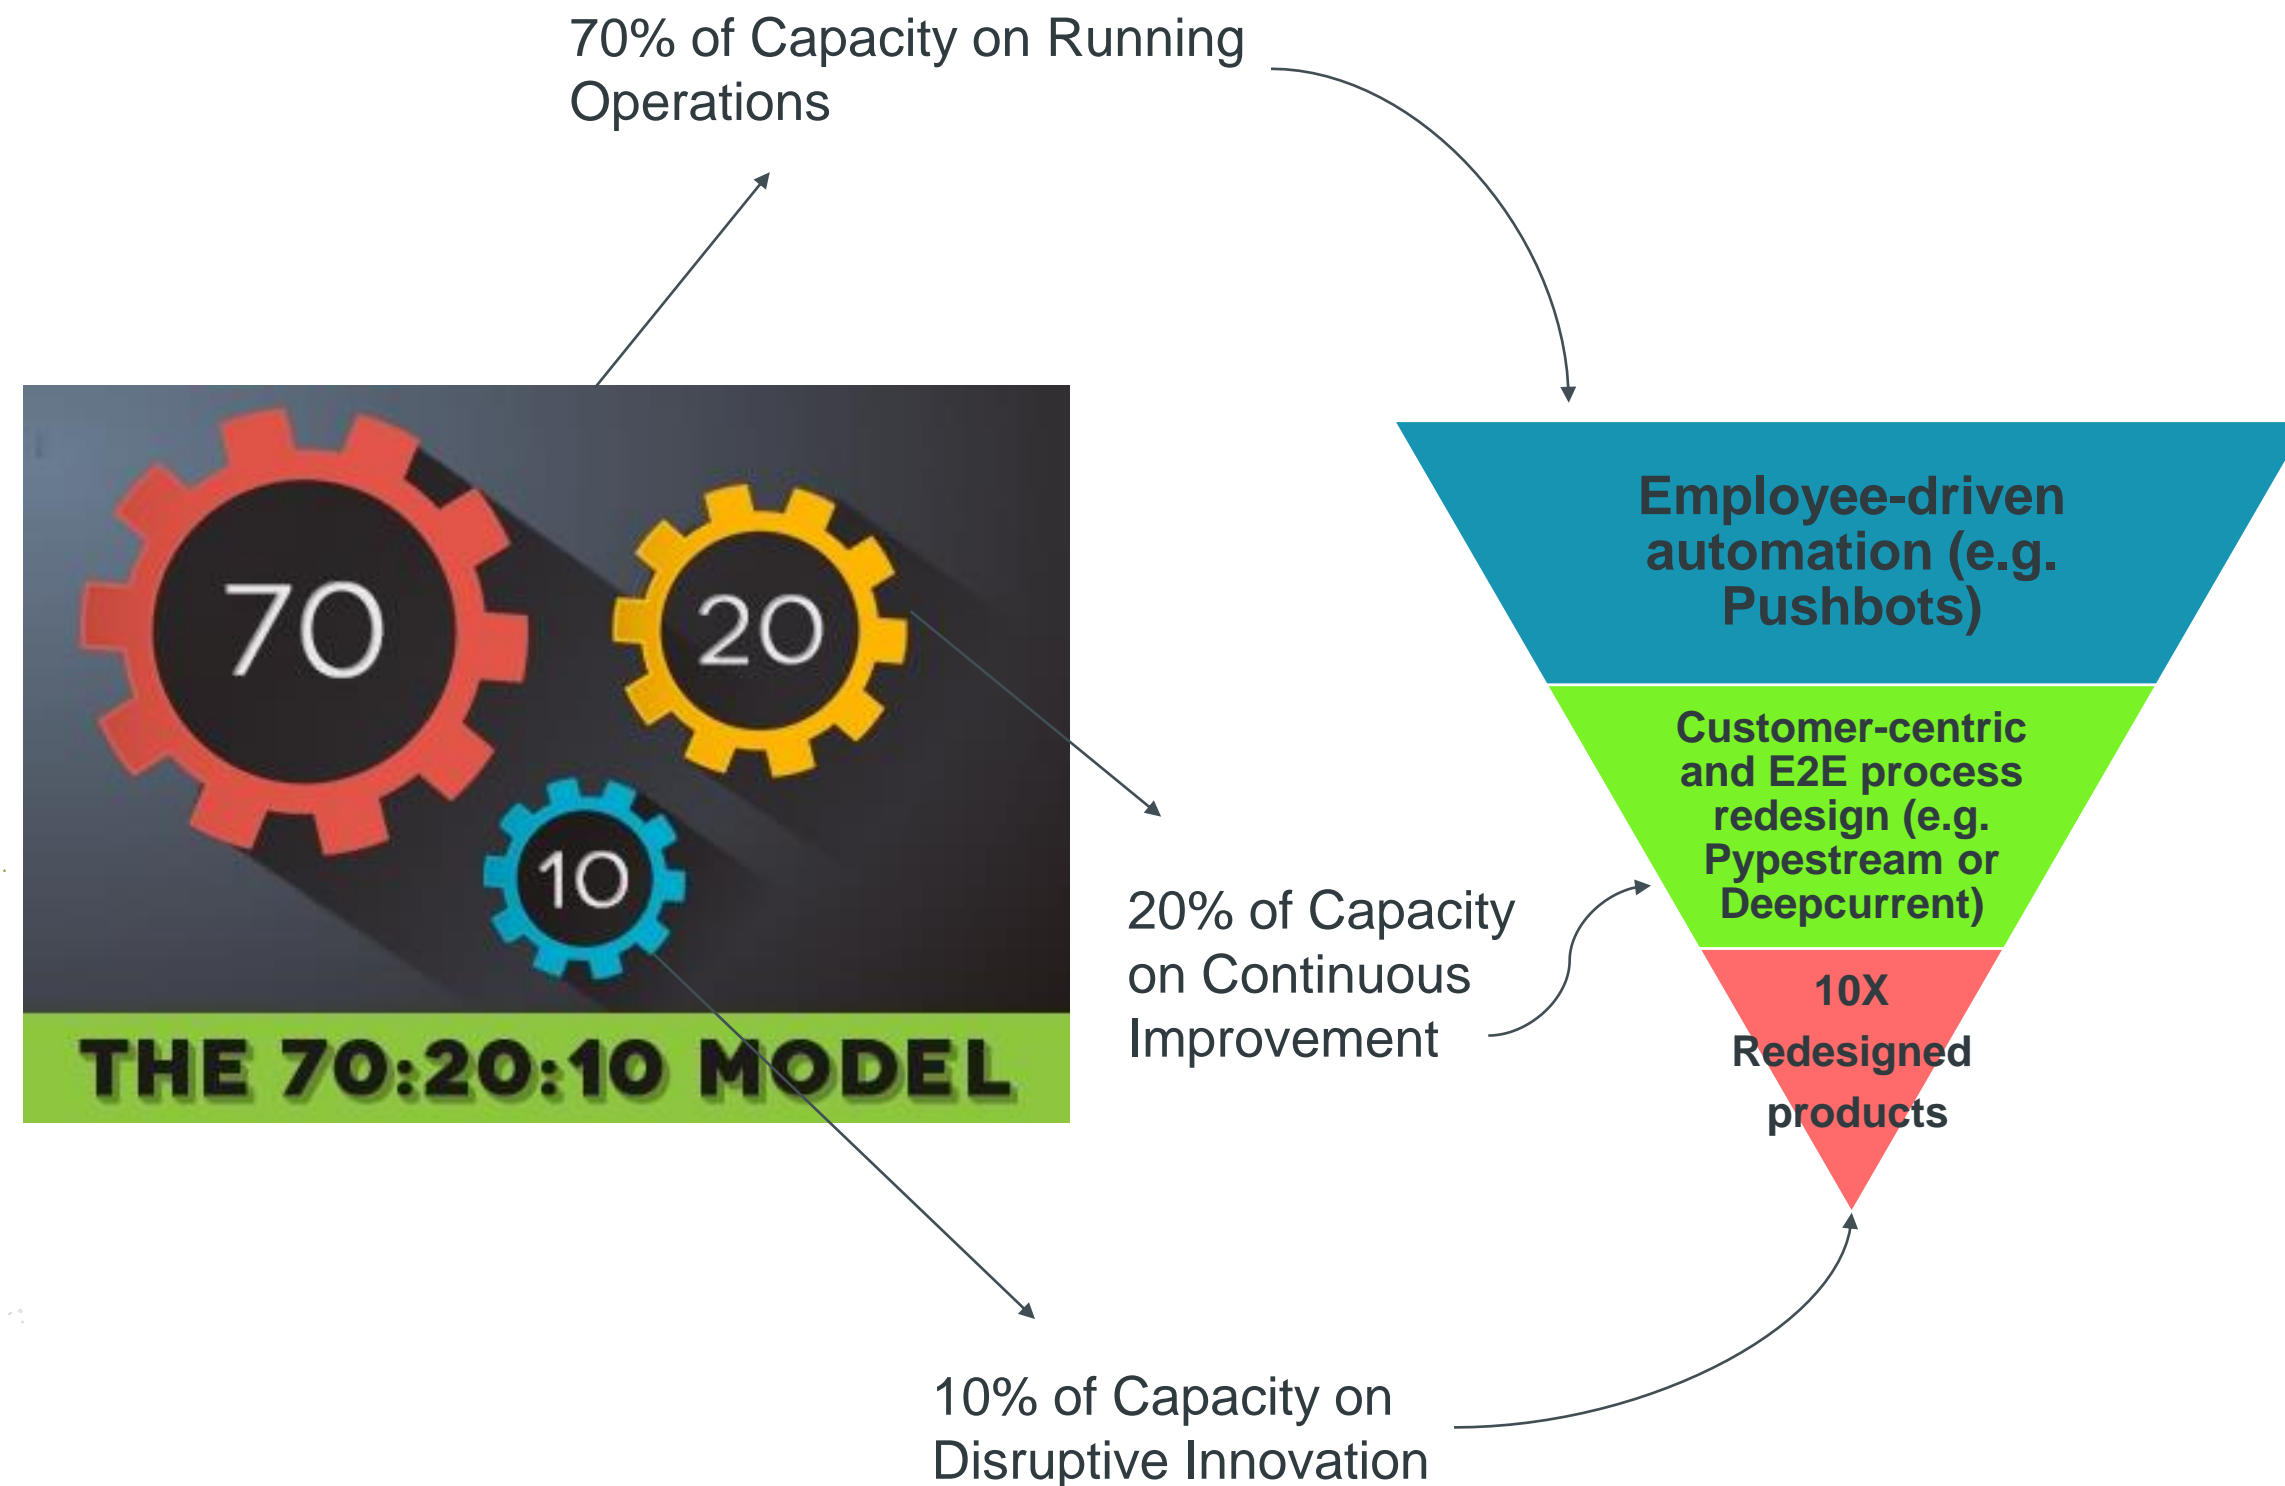 70% of Capacity on Running
Operations
70
20
10
THE 70:20:10 MODEL
Employee-driven
automation (e.g.
Pushbots)
Customer-centric
and E2E process
redesign (e.g.
Pypestream or
Deepcurrent)
10X
Redesigned
products
20% of Capacity
on Continuous
Improvement
10% of Capacity on
Disruptive Innovation